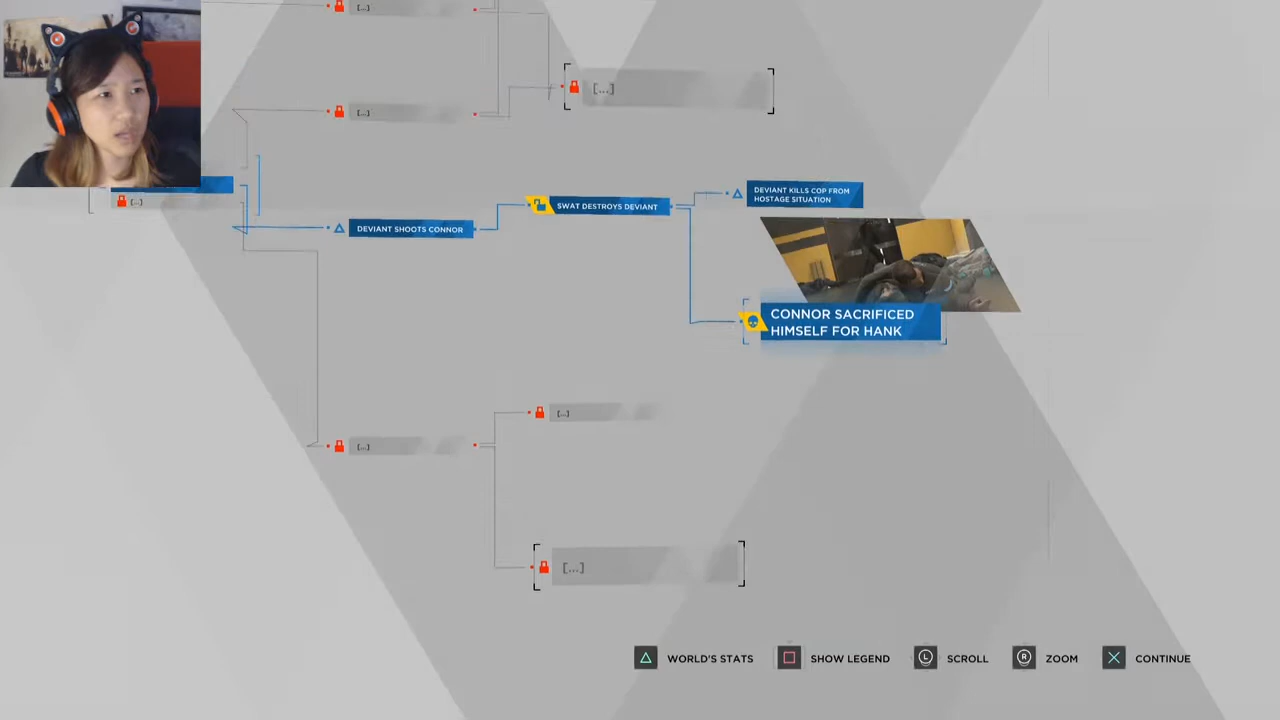 [...]
[...]
[...]
[...]
DEVIANT SHOOTS CONNOR
SWAT DESTROYS DEVIANT
DEVIANT KILLS COP FROM
HOSTAGE SITUATION
CONNOR SACRIFICED
HIMSELF FOR HANK
[...]
[...]
[...]
WORLD'S STATS
SHOW LEGEND
L
SCROLL
R
ZOOM
CONTINUE